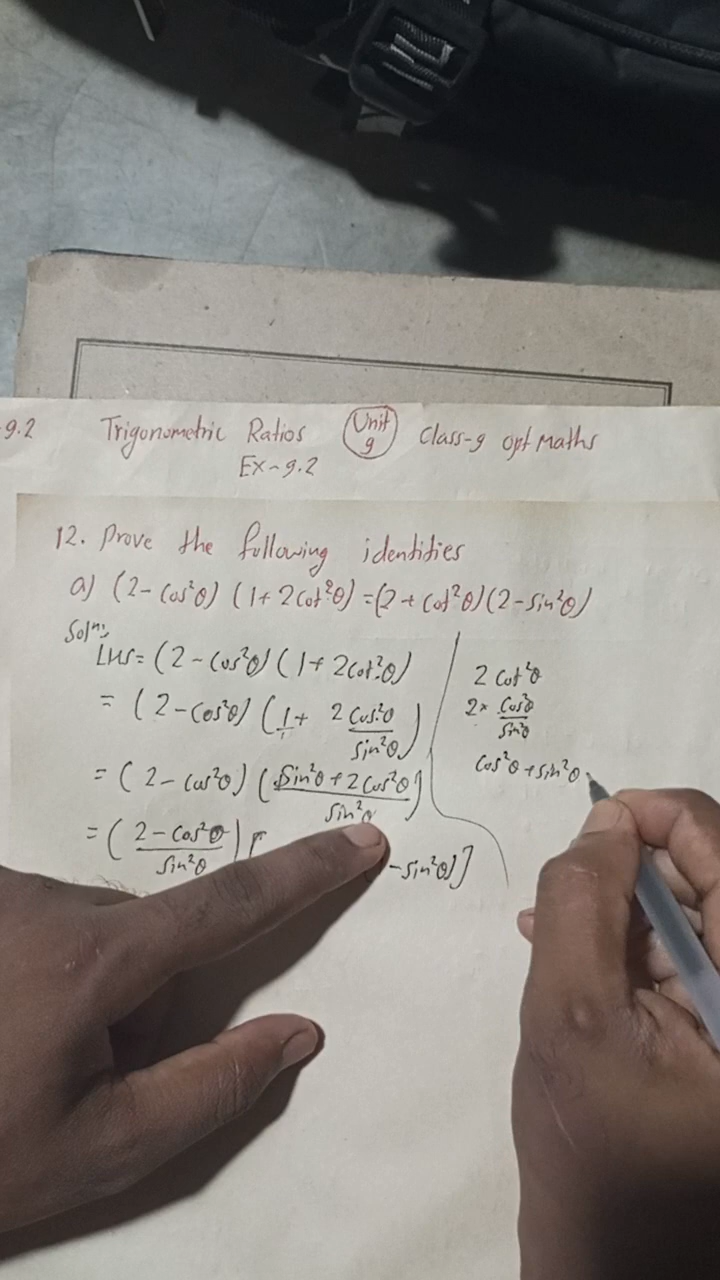 9.2 Trigonometric Ratios Unit 9 Class-9 opt Maths
Ex-9.2
12. Prove the following identities
a) (2-Cos²θ) (1+2Cot²θ) =(2+Cot²θ)(2-Sin²θ)
Solⁿ:
LHS= (2-Cos²θ)(1+2Cot²θ)
= (2-Cos²θ) (1+ 2Cos²θ/Sin²θ)
= (2-Cos²θ) (Sin²θ+2Cos²θ/Sin²θ)
= (2-Cos²θ/Sin²θ)[ -Sin²θ)]
2 Cot²θ
2× Cos²θ/Sin²θ
Cos²θ+Sin²θ